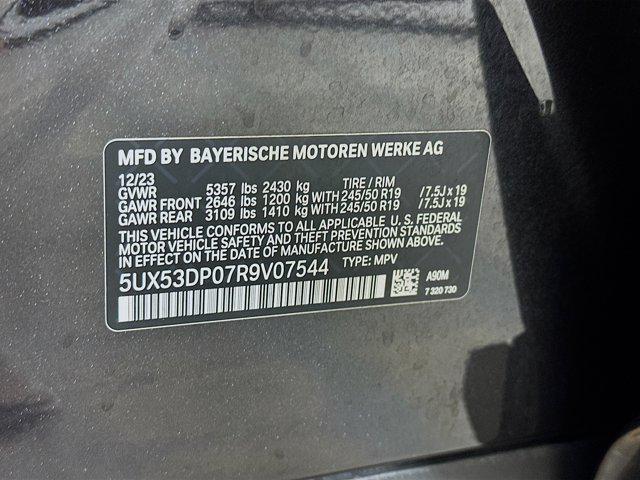 MFD BY BAYERISCHE MOTOREN WERKE AG
12/23
GVWR 5357 lbs 2430 kg TIRE / RIM
GAWR FRONT 2646 lbs 1200 kg WITH 245/50 R19 /7.5J x 19
GAWR REAR 3109 lbs 1410 kg WITH 245/50 R19 /7.5J x 19
THIS VEHICLE CONFORMS TO ALL APPLICABLE U. S. FEDERAL
MOTOR VEHICLE SAFETY AND THEFT PREVENTION STANDARDS
IN EFFECT ON THE DATE OF MANUFACTURE SHOWN ABOVE.
5UX53DP07R9V07544 TYPE: MPV
A90M
7 320 730